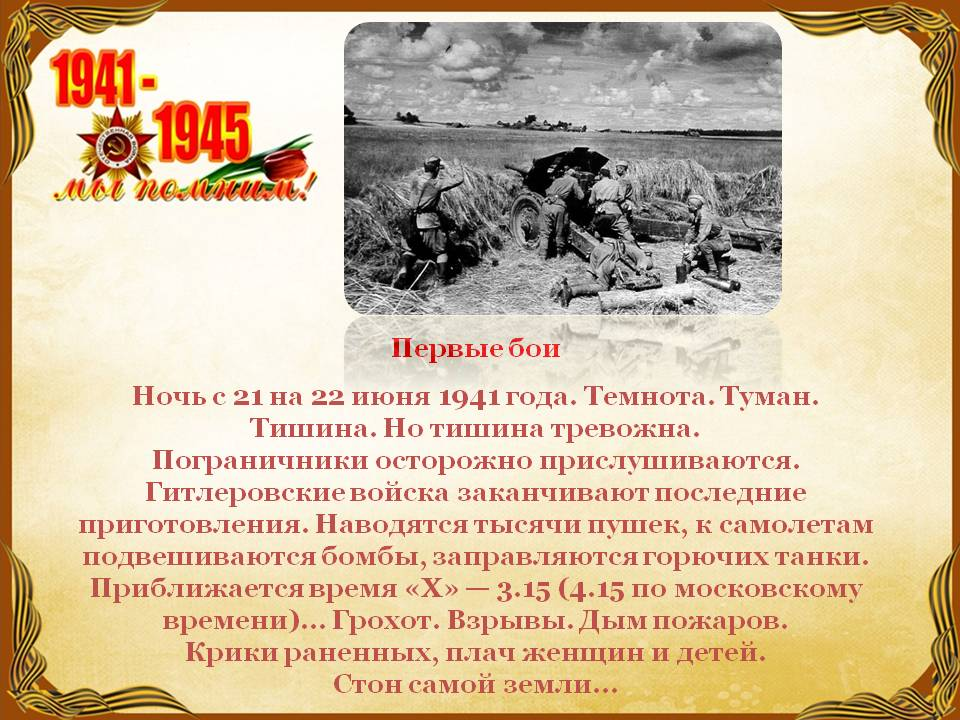 1941 -
1945
мы помним!
Первые бои
Ночь с 21 на 22 июня 1941 года. Темнота. Туман.
Тишина. Но тишина тревожна.
Пограничники осторожно прислушиваются.
Гитлеровские войска заканчивают последние
приготовления. Наводятся тысячи пушек, к самолетам
подвешиваются бомбы, заправляются горючих танки.
Приближается время «Х» — 3.15 (4.15 по московскому
времени)... Грохот. Взрывы. Дым пожаров.
Крики раненных, плач женщин и детей.
Стон самой земли...